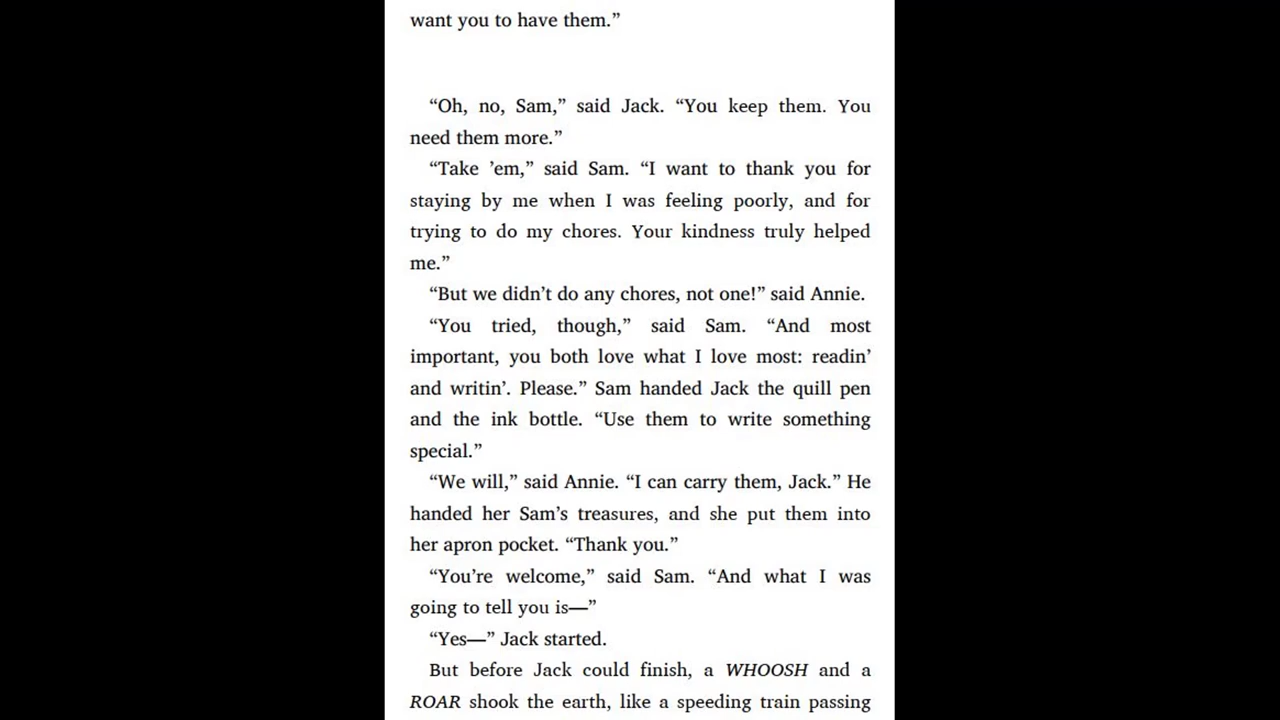 want you to have them.”
“Oh, no, Sam,” said Jack. “You keep them. You
need them more.”
“Take ’em,” said Sam. “I want to thank you for
staying by me when I was feeling poorly, and for
trying to do my chores. Your kindness truly helped
me.”
“But we didn’t do any chores, not one!” said Annie.
“You tried, though,” said Sam. “And most
important, you both love what I love most: readin’
and writin’. Please.” Sam handed Jack the quill pen
and the ink bottle. “Use them to write something
special.”
“We will,” said Annie. “I can carry them, Jack.” He
handed her Sam’s treasures, and she put them into
her apron pocket. “Thank you.”
“You’re welcome,” said Sam. “And what I was
going to tell you is—”
“Yes—” Jack started.
But before Jack could finish, a WHOOSH and a
ROAR shook the earth, like a speeding train passing